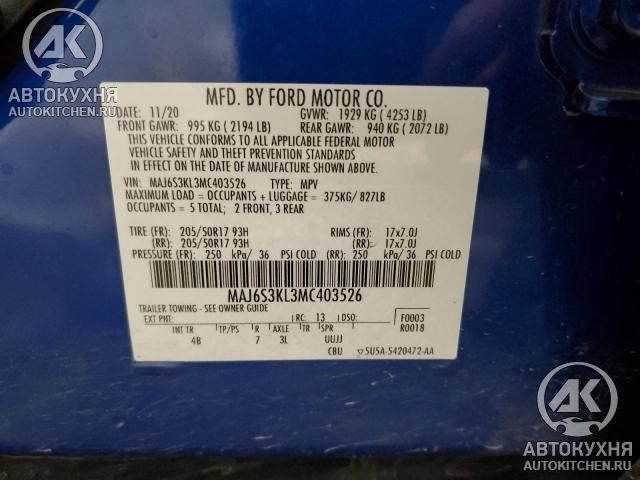 AK
АВТОКУХНЯ
AUTOKITCHEN.RU
MFD. BY FORD MOTOR CO.
DATE: 11/20 GVWR: 1929 KG ( 4253 LB)
FRONT GAWR: 995 KG ( 2194 LB) REAR GAWR: 940 KG ( 2072 LB)
THIS VEHICLE CONFORMS TO ALL APPLICABLE FEDERAL MOTOR
VEHICLE SAFETY AND THEFT PREVENTION STANDARDS
IN EFFECT ON THE DATE OF MANUFACTURE SHOWN ABOVE.
VIN: MAJ6S3KL3MC403526 TYPE: MPV
MAXIMUM LOAD = OCCUPANTS + LUGGAGE = 375KG/ 827LB
OCCUPANTS = 5 TOTAL; 2 FRONT, 3 REAR
TIRE (FR): 205/50R17 93H RIMS (FR): 17x7.0J
(RR): 205/50R17 93H (RR): 17x7.0J
PRESSURE (FR): 250 kPa/ 36 PSI COLD (RR): 250 kPa/ 36 PSI COLD
MAJ6S3KL3MC403526
TRAILER TOWING - SEE OWNER GUIDE
EXT PNT: RC: 13 DSO: F0003
INT TR TP/PS R AXLE TR SPR R0018
4B 7 3L UUJJ
CBU 5U5A-5420472-AA
AK
АВТОКУХНЯ
AUTOKITCHEN.RU